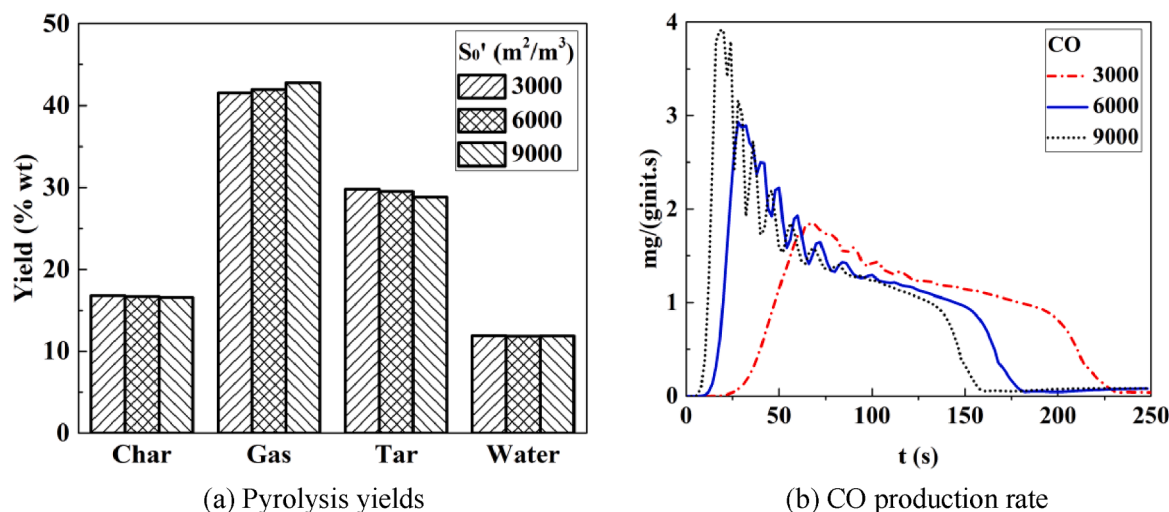 50
40
30
20
10
0
Yield (% wt)
S₀' (m²/m³)
3000
6000
9000
Char Gas Tar Water
(a) Pyrolysis yields
4
3
2
1
0
mg/(ginit.s)
CO
3000
6000
9000
0 50 100 150 200 250
t (s)
(b) CO production rate